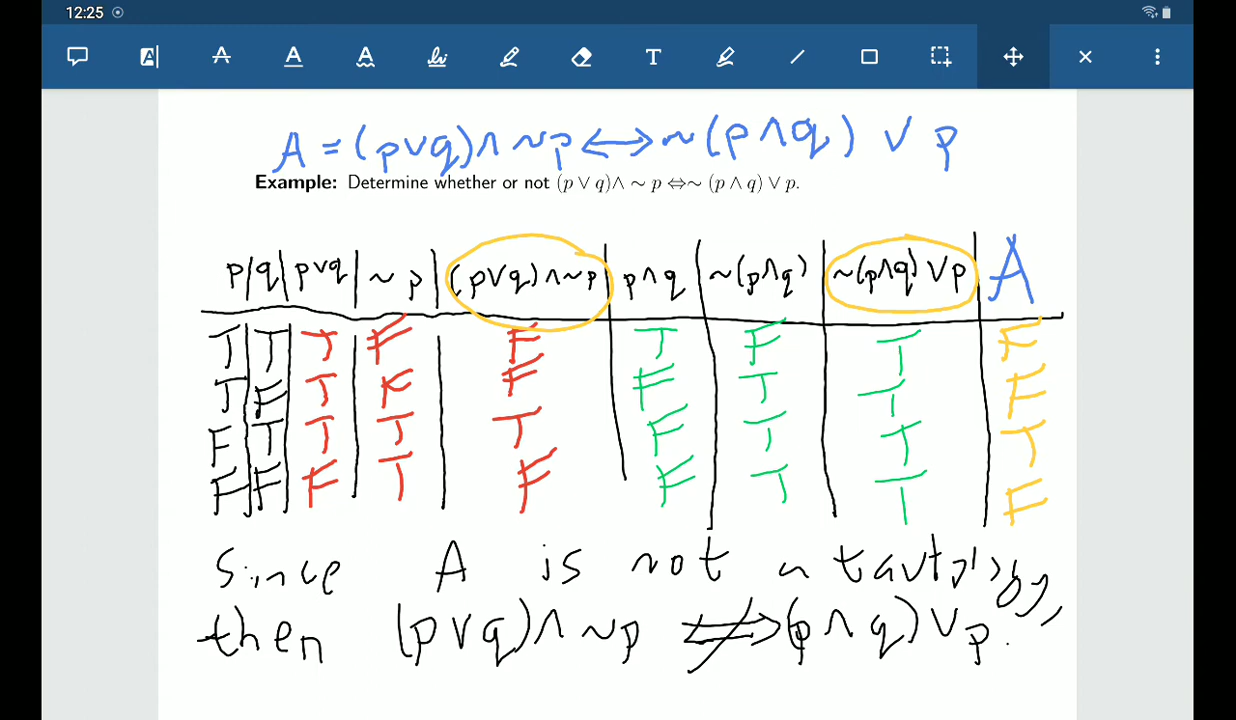 12:25
A = (p∨q)∧ ~p ↔ ~(p∧q) ∨ p
Example: Determine whether or not (p ∨ q)∧ ~ p ⇔~ (p ∧ q) ∨ p.
p q p∨q ~p (p∨q)∧~p p∧q ~(p∧q) ~(p∧q)∨p A
T T T F F T F T F
T F T F F F T T F
F T T T T F T T T
F F F T F F T T F
Since A is not a tautology,
then (p∨q)∧ ~p ⇎ (p∧q)∨p.